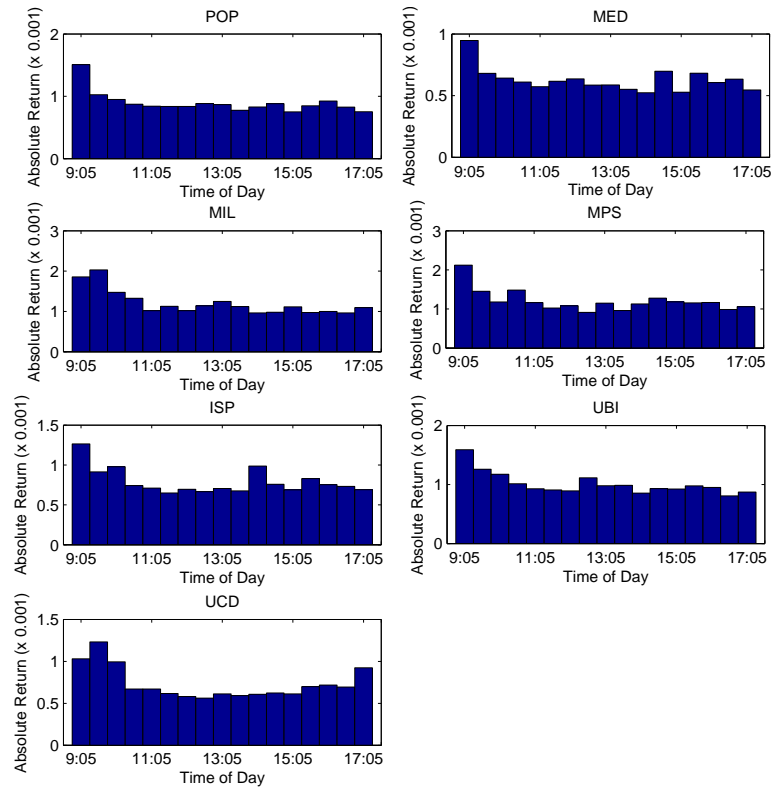 POP
Absolute Return (x 0.001)
2
1
0
9:05 11:05 13:05 15:05 17:05
Time of Day
MED
Absolute Return (x 0.001)
1
0.5
0
9:05 11:05 13:05 15:05 17:05
Time of Day
MIL
Absolute Return (x 0.001)
3
2
1
0
9:05 11:05 13:05 15:05 17:05
Time of Day
MPS
Absolute Return (x 0.001)
3
2
1
0
9:05 11:05 13:05 15:05 17:05
Time of Day
ISP
Absolute Return (x 0.001)
1.5
1
0.5
0
9:05 11:05 13:05 15:05 17:05
Time of Day
UBI
Absolute Return (x 0.001)
2
1
0
9:05 11:05 13:05 15:05 17:05
Time of Day
UCD
Absolute Return (x 0.001)
1.5
1
0.5
0
9:05 11:05 13:05 15:05 17:05
Time of Day